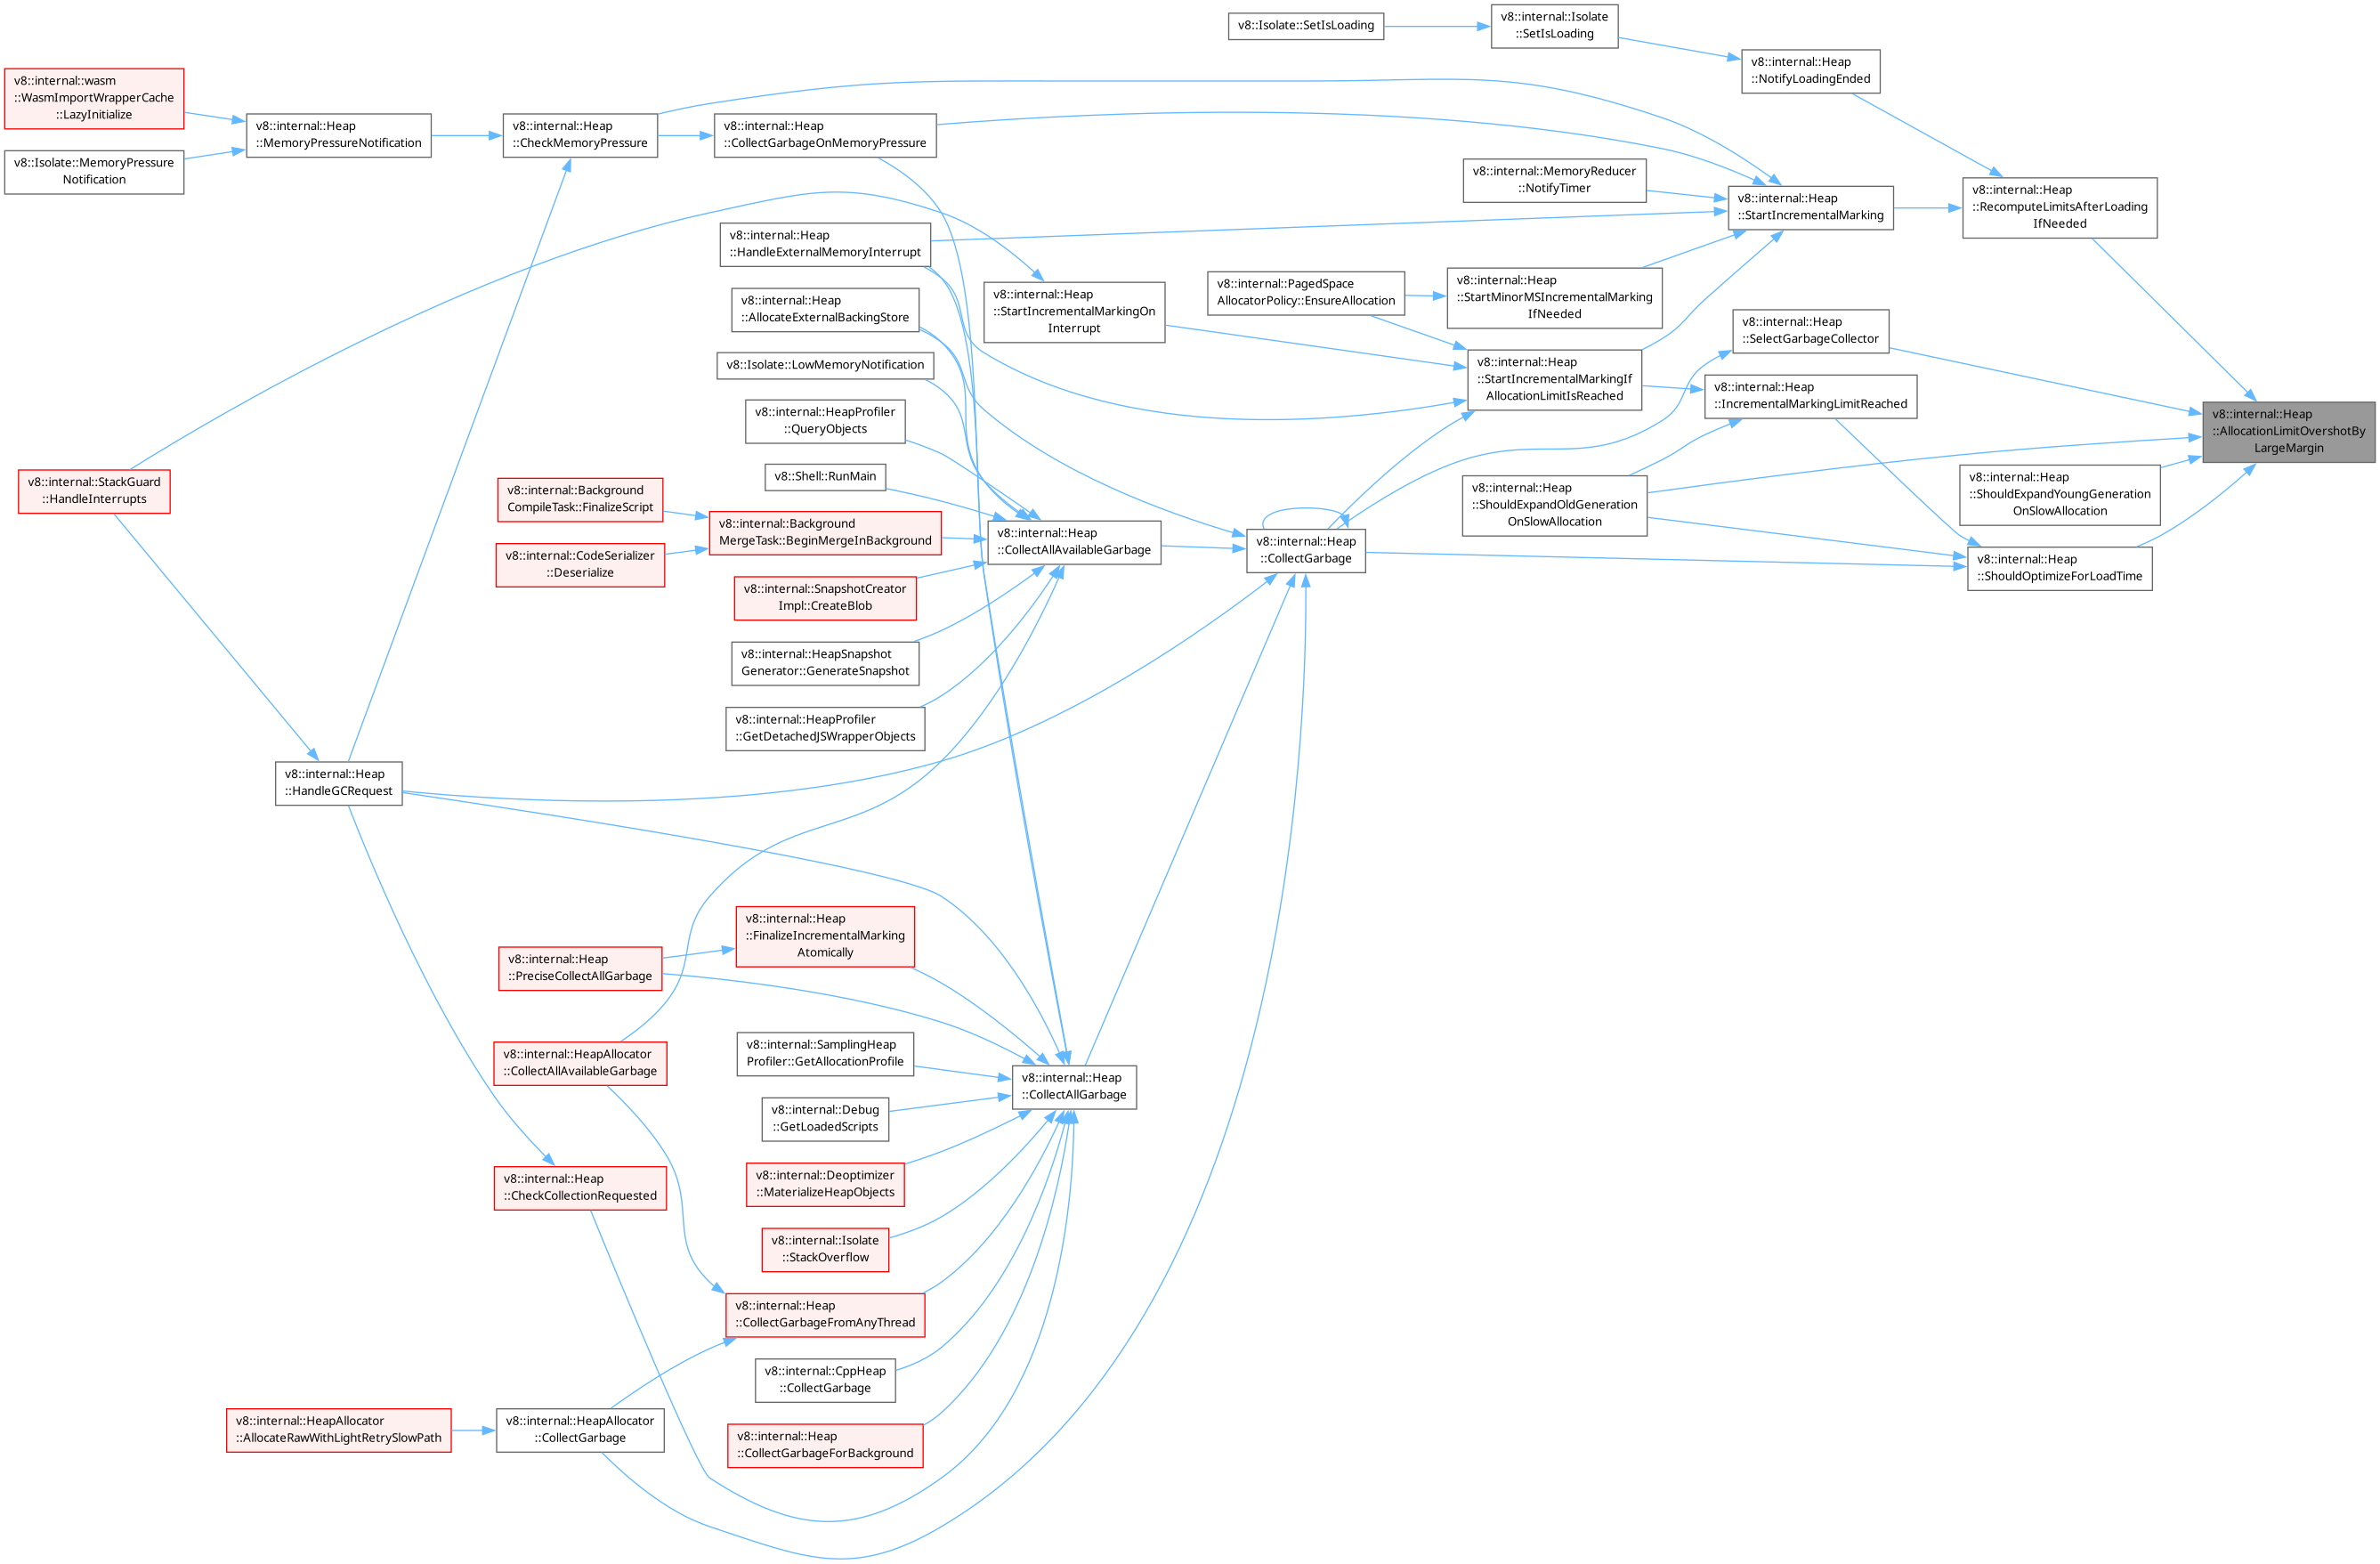 v8::Isolate::SetIsLoading
v8::internal::Isolate
::SetIsLoading
v8::internal::Heap
::NotifyLoadingEnded
v8::internal::wasm
::WasmImportWrapperCache
::LazyInitialize
v8::internal::Heap
::MemoryPressureNotification
v8::internal::Heap
::CheckMemoryPressure
v8::internal::Heap
::CollectGarbageOnMemoryPressure
v8::Isolate::MemoryPressure
Notification
v8::internal::MemoryReducer
::NotifyTimer
v8::internal::Heap
::StartIncrementalMarking
v8::internal::Heap
::RecomputeLimitsAfterLoading
IfNeeded
v8::internal::Heap
::HandleExternalMemoryInterrupt
v8::internal::Heap
::AllocateExternalBackingStore
v8::internal::Heap
::StartIncrementalMarkingOn
Interrupt
v8::internal::PagedSpace
AllocatorPolicy::EnsureAllocation
v8::internal::Heap
::StartMinorMSIncrementalMarking
IfNeeded
v8::internal::Heap
::SelectGarbageCollector
v8::Isolate::LowMemoryNotification
v8::internal::Heap
::StartIncrementalMarkingIf
AllocationLimitIsReached
v8::internal::Heap
::IncrementalMarkingLimitReached
v8::internal::HeapProfiler
::QueryObjects
v8::internal::Heap
::AllocationLimitOvershotBy
LargeMargin
v8::Shell::RunMain
v8::internal::StackGuard
::HandleInterrupts
v8::internal::Background
CompileTask::FinalizeScript
v8::internal::Heap
::ShouldExpandOldGeneration
OnSlowAllocation
v8::internal::Heap
::ShouldExpandYoungGeneration
OnSlowAllocation
v8::internal::Background
MergeTask::BeginMergeInBackground
v8::internal::Heap
::CollectAllAvailableGarbage
v8::internal::Heap
::CollectGarbage
v8::internal::CodeSerializer
::Deserialize
v8::internal::Heap
::ShouldOptimizeForLoadTime
v8::internal::SnapshotCreator
Impl::CreateBlob
v8::internal::HeapSnapshot
Generator::GenerateSnapshot
v8::internal::HeapProfiler
::GetDetachedJSWrapperObjects
v8::internal::Heap
::HandleGCRequest
v8::internal::Heap
::FinalizeIncrementalMarking
Atomically
v8::internal::Heap
::PreciseCollectAllGarbage
v8::internal::SamplingHeap
Profiler::GetAllocationProfile
v8::internal::HeapAllocator
::CollectAllAvailableGarbage
v8::internal::Heap
::CollectAllGarbage
v8::internal::Debug
::GetLoadedScripts
v8::internal::Deoptimizer
::MaterializeHeapObjects
v8::internal::Heap
::CheckCollectionRequested
v8::internal::Isolate
::StackOverflow
v8::internal::Heap
::CollectGarbageFromAnyThread
v8::internal::CppHeap
::CollectGarbage
v8::internal::HeapAllocator
::AllocateRawWithLightRetrySlowPath
v8::internal::HeapAllocator
::CollectGarbage
v8::internal::Heap
::CollectGarbageForBackground